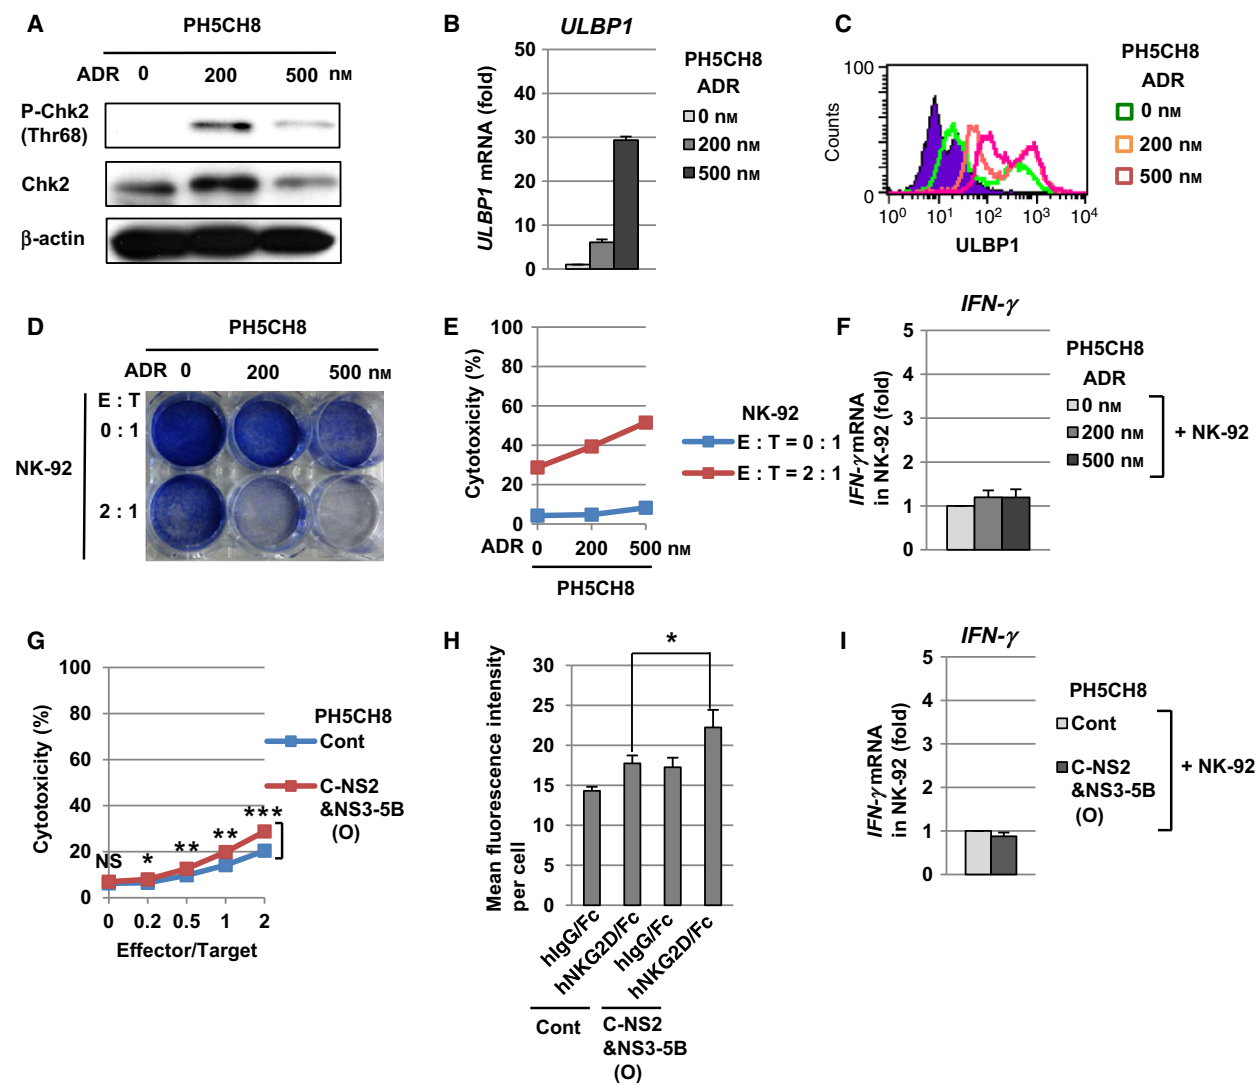 A
PH5CH8
ADR 0 200 500 nM
P-Chk2
(Thr68)
Chk2
β-actin
B
ULBP1
ULBP1 mRNA (fold)
50
40
30
20
10
0
PH5CH8
ADR
0 nM
200 nM
500 nM
C
Counts
100
0
10⁰ 10¹ 10² 10³ 10⁴
ULBP1
PH5CH8
ADR
0 nM
200 nM
500 nM
D
PH5CH8
ADR 0 200 500 nM
E : T
0 : 1
NK-92
2 : 1
E
Cytotoxicity (%)
100
80
60
40
20
0
ADR 0 200 500 nM
PH5CH8
NK-92
E : T = 0 : 1
E : T = 2 : 1
F
IFN-γ
IFN-γ mRNA
in NK-92 (fold)
5
4
3
2
1
0
PH5CH8
ADR
0 nM
200 nM
500 nM
+ NK-92
G
Cytotoxicity (%)
100
80
60
40
20
0
NS * ** ** ***
0 0.2 0.5 1 2
Effector/Target
PH5CH8
Cont
C-NS2
&NS3-5B
(O)
H
Mean fluorescence intensity
per cell
30
25
20
15
10
5
0
*
hIgG/Fc
hNKG2D/Fc
hIgG/Fc
hNKG2D/Fc
Cont
C-NS2
&NS3-5B
(O)
I
IFN-γ
IFN-γ mRNA
in NK-92 (fold)
5
4
3
2
1
0
PH5CH8
Cont
C-NS2
&NS3-5B
(O)
+ NK-92